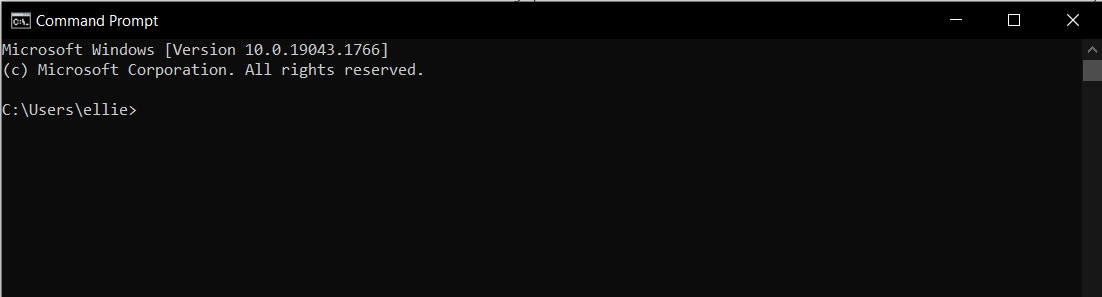 Command Prompt
Microsoft Windows [Version 10.0.19043.1766]
(c) Microsoft Corporation. All rights reserved.
C:\Users\ellie>